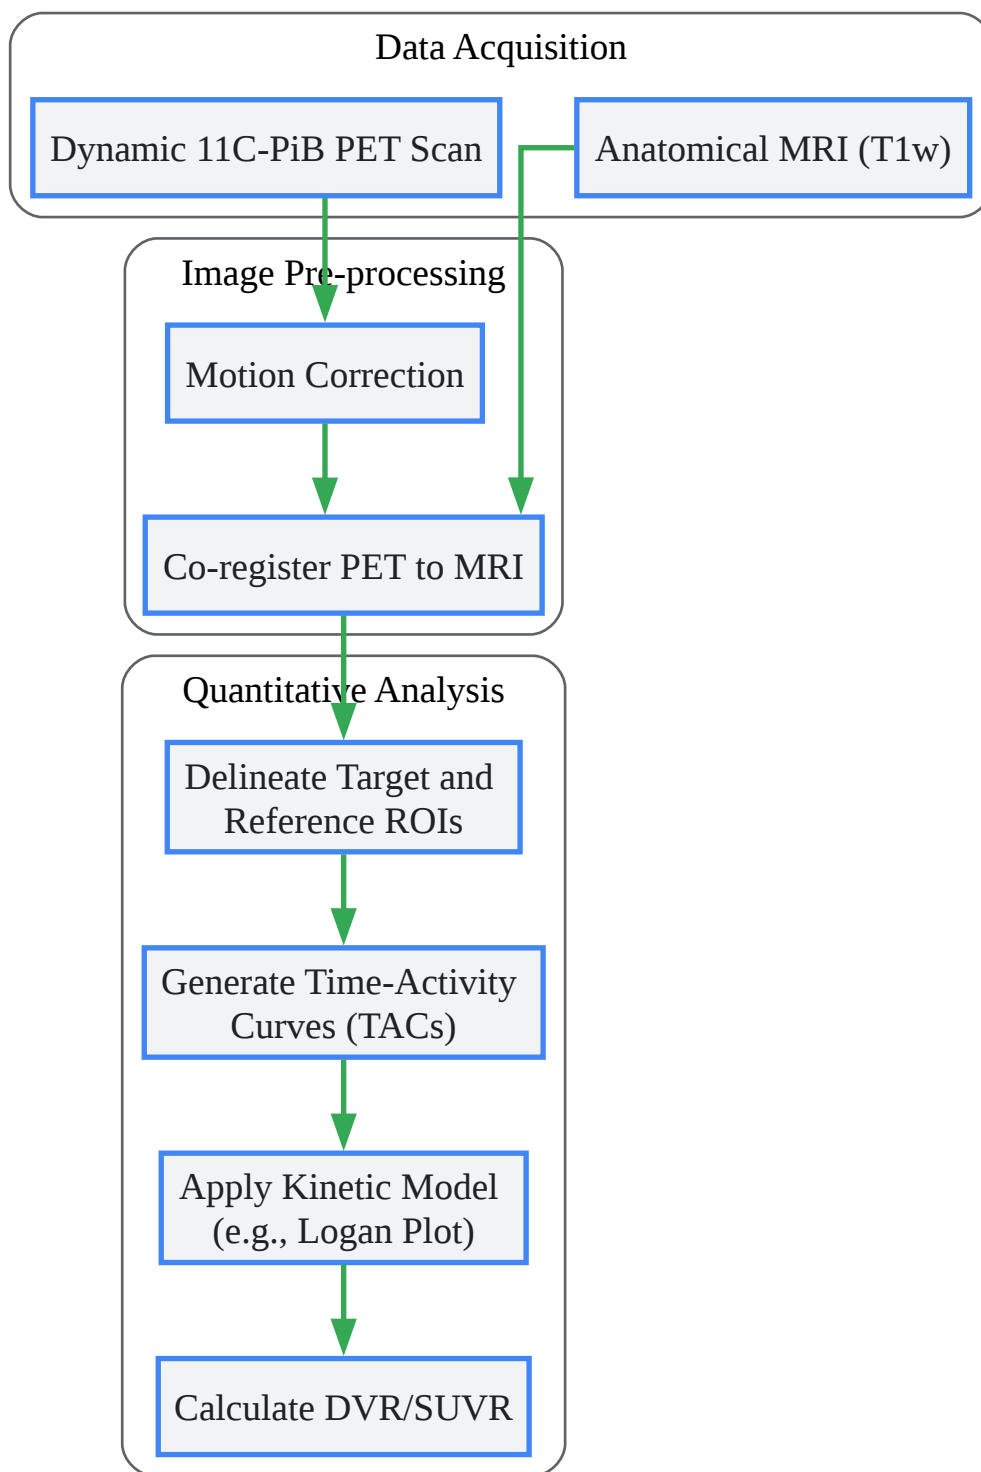 Data Acquisition
Dynamic 11C-PiB PET Scan
Anatomical MRI (T1w)
Image Pre-processing
Motion Correction
Co-register PET to MRI
Quantitative Analysis
Delineate Target and
Reference ROIs
Generate Time-Activity
Curves (TACs)
Apply Kinetic Model
(e.g., Logan Plot)
Calculate DVR/SUVR